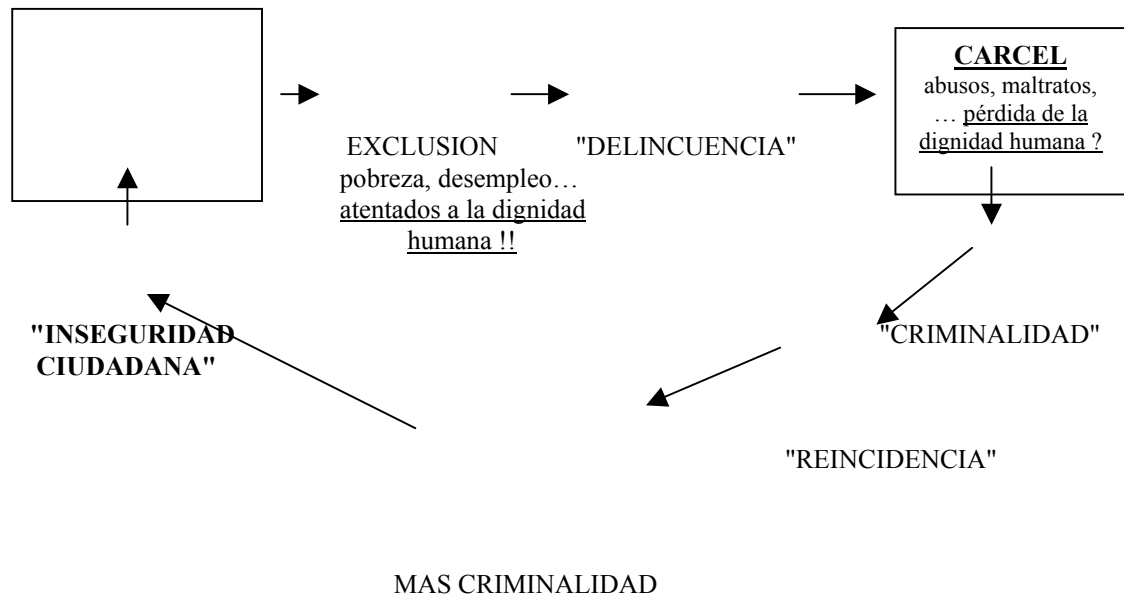 CARCEL
abusos, maltratos,
… pérdida de la
dignidad humana ?
EXCLUSION
pobreza, desempleo…
atentados a la dignidad
humana !!
"DELINCUENCIA"
"CRIMINALIDAD"
"REINCIDENCIA"
MAS CRIMINALIDAD
"INSEGURIDAD
CIUDADANA"